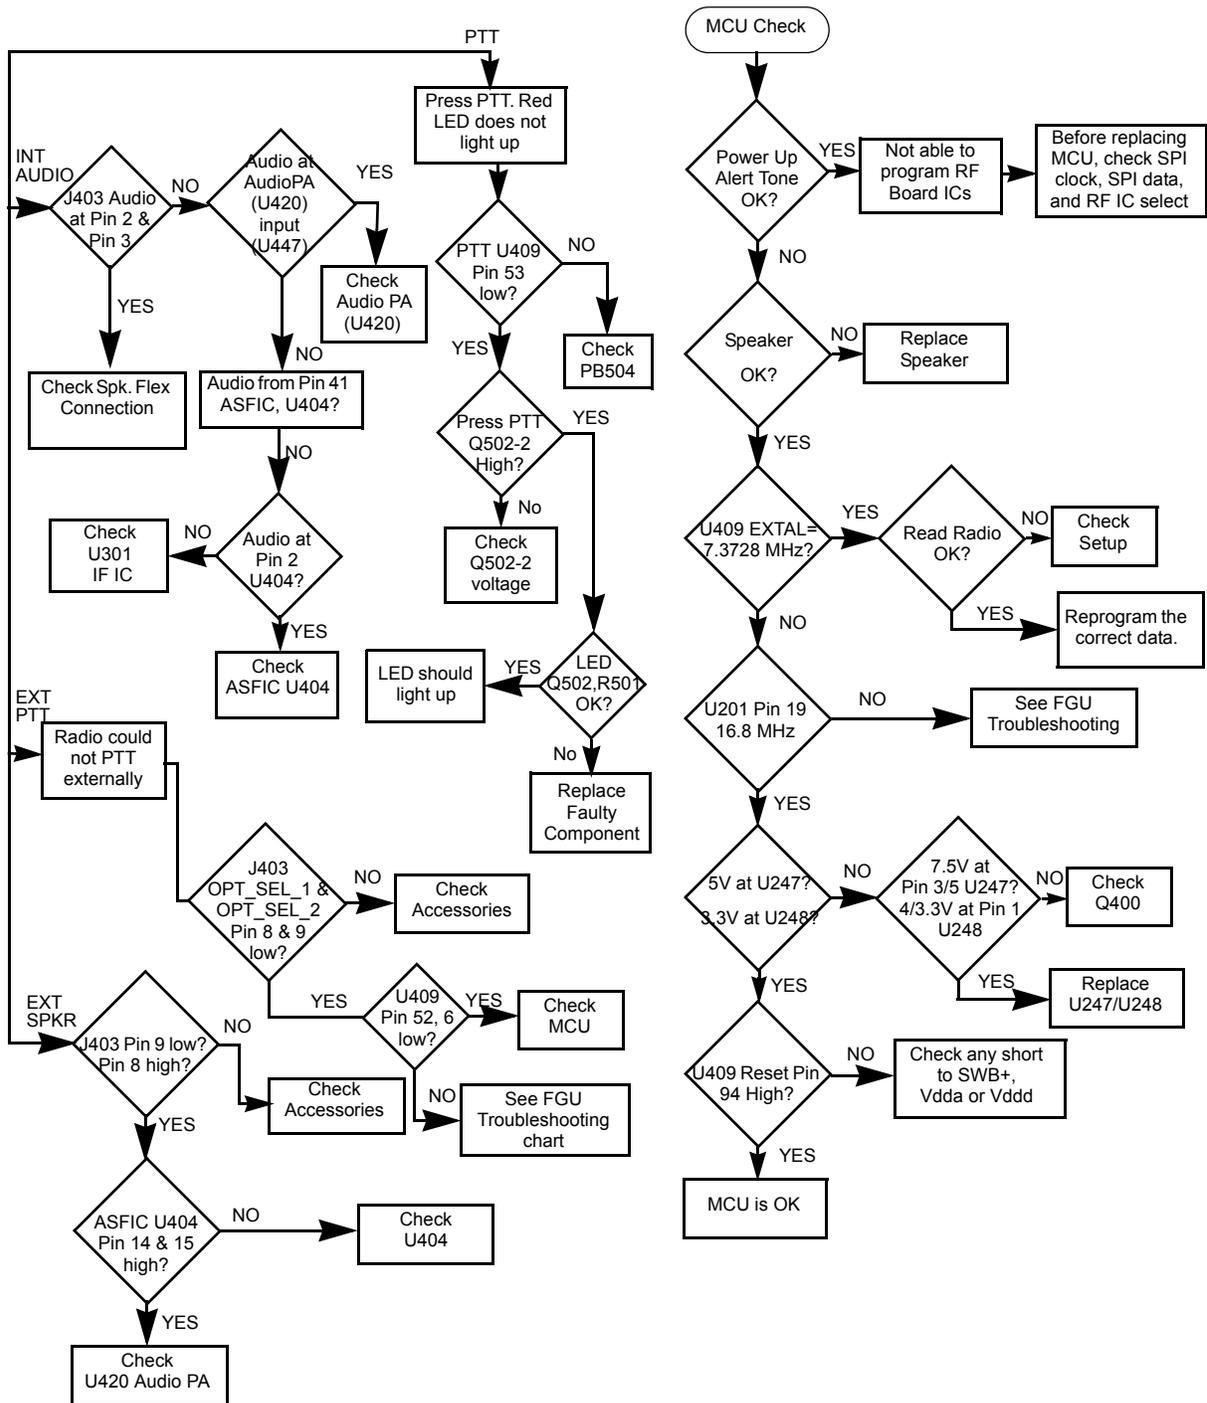 PTT
Press PTT. Red
LED does not
light up
INT
AUDIO
J403 Audio
at Pin 2 &
Pin 3
NO
Audio at
AudioPA
(U420)
input
(U447)
YES
Check
Audio PA
(U420)
YES
Check Spk. Flex
Connection
NO
Audio from Pin 41
ASFIC, U404?
NO
Audio at
Pin 2
U404?
NO
Check
U301
IF IC
YES
Check
ASFIC U404
PTT U409
Pin 53
low?
NO
Check
PB504
YES
Press PTT
Q502-2
High?
YES
No
Check
Q502-2
voltage
LED
Q502,R501
OK?
YES
LED should
light up
No
Replace
Faulty
Component
EXT
PTT
Radio could
not PTT
externally
J403
OPT_SEL_1 &
OPT_SEL_2
Pin 8 & 9
low?
NO
Check
Accessories
YES
U409
Pin 52, 6
low?
YES
Check
MCU
NO
See FGU
Troubleshooting
chart
EXT
SPKR
J403 Pin 9 low?
Pin 8 high?
NO
Check
Accessories
YES
ASFIC U404
Pin 14 & 15
high?
NO
Check
U404
YES
Check
U420 Audio PA
MCU Check
Power Up
Alert Tone
OK?
YES
Not able to
program RF
Board ICs
Before replacing
MCU, check SPI
clock, SPI data,
and RF IC select
NO
Speaker
OK?
NO
Replace
Speaker
YES
U409 EXTAL=
7.3728 MHz?
YES
Read Radio
OK?
NO
Check
Setup
YES
Reprogram the
correct data.
NO
U201 Pin 19
16.8 MHz
NO
See FGU
Troubleshooting
YES
5V at U247?
3.3V at U248?
NO
7.5V at
Pin 3/5 U247?
4/3.3V at Pin 1
U248
NO
Check
Q400
YES
Replace
U247/U248
YES
U409 Reset Pin
94 High?
NO
Check any short
to SWB+,
Vdda or Vddd
YES
MCU is OK